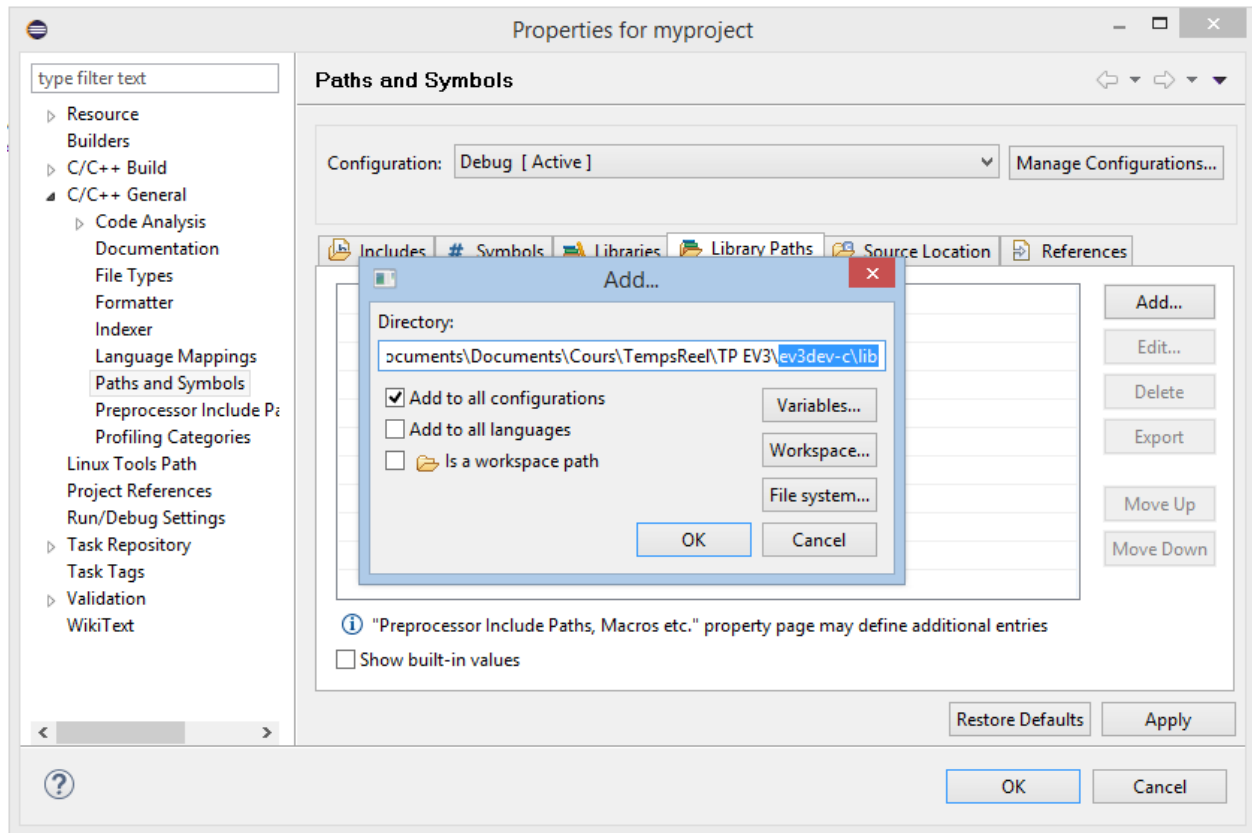 Properties for myproject
type filter text
Resource
Builders
C/C++ Build
C/C++ General
Code Analysis
Documentation
File Types
Formatter
Indexer
Language Mappings
Paths and Symbols
Preprocessor Include Pa
Profiling Categories
Linux Tools Path
Project References
Run/Debug Settings
Task Repository
Task Tags
Validation
WikiText
Paths and Symbols
Configuration:
Debug [ Active ]
Manage Configurations...
Includes
# Symbols
Libraries
Library Paths
Source Location
References
Add...
Directory:
ocuments\Documents\Cours\TempsReel\TP EV3\ev3dev-c\lib
Add to all configurations
Add to all languages
Is a workspace path
Variables...
Workspace...
File system...
OK
Cancel
Add...
Edit...
Delete
Export
Move Up
Move Down
"Preprocessor Include Paths, Macros etc." property page may define additional entries
Show built-in values
Restore Defaults
Apply
OK
Cancel